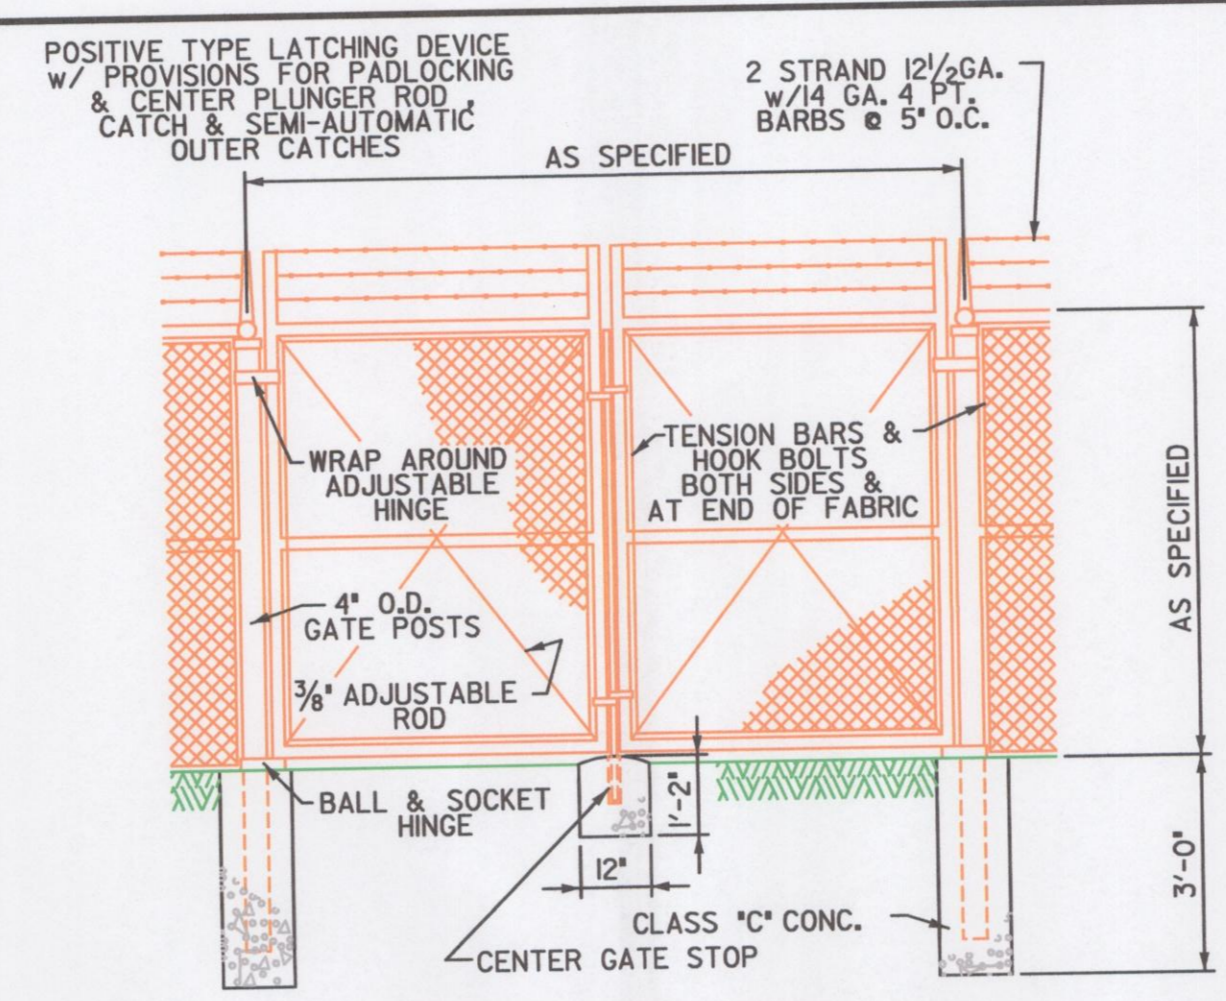 POSITIVE TYPE LATCHING DEVICE
w/ PROVISIONS FOR PADLOCKING
& CENTER PLUNGER ROD,
CATCH & SEMI-AUTOMATIC
OUTER CATCHES
2 STRAND 12½GA.
w/14 GA. 4 PT.
BARBS @ 5" O.C.
AS SPECIFIED
WRAP AROUND
ADJUSTABLE
HINGE
TENSION BARS &
HOOK BOLTS
BOTH SIDES &
AT END OF FABRIC
AS SPECIFIED
4" O.D.
GATE POSTS
3/8" ADJUSTABLE
ROD
BALL & SOCKET
HINGE
1'-2"
12"
3'-0"
CLASS "C" CONC.
CENTER GATE STOP